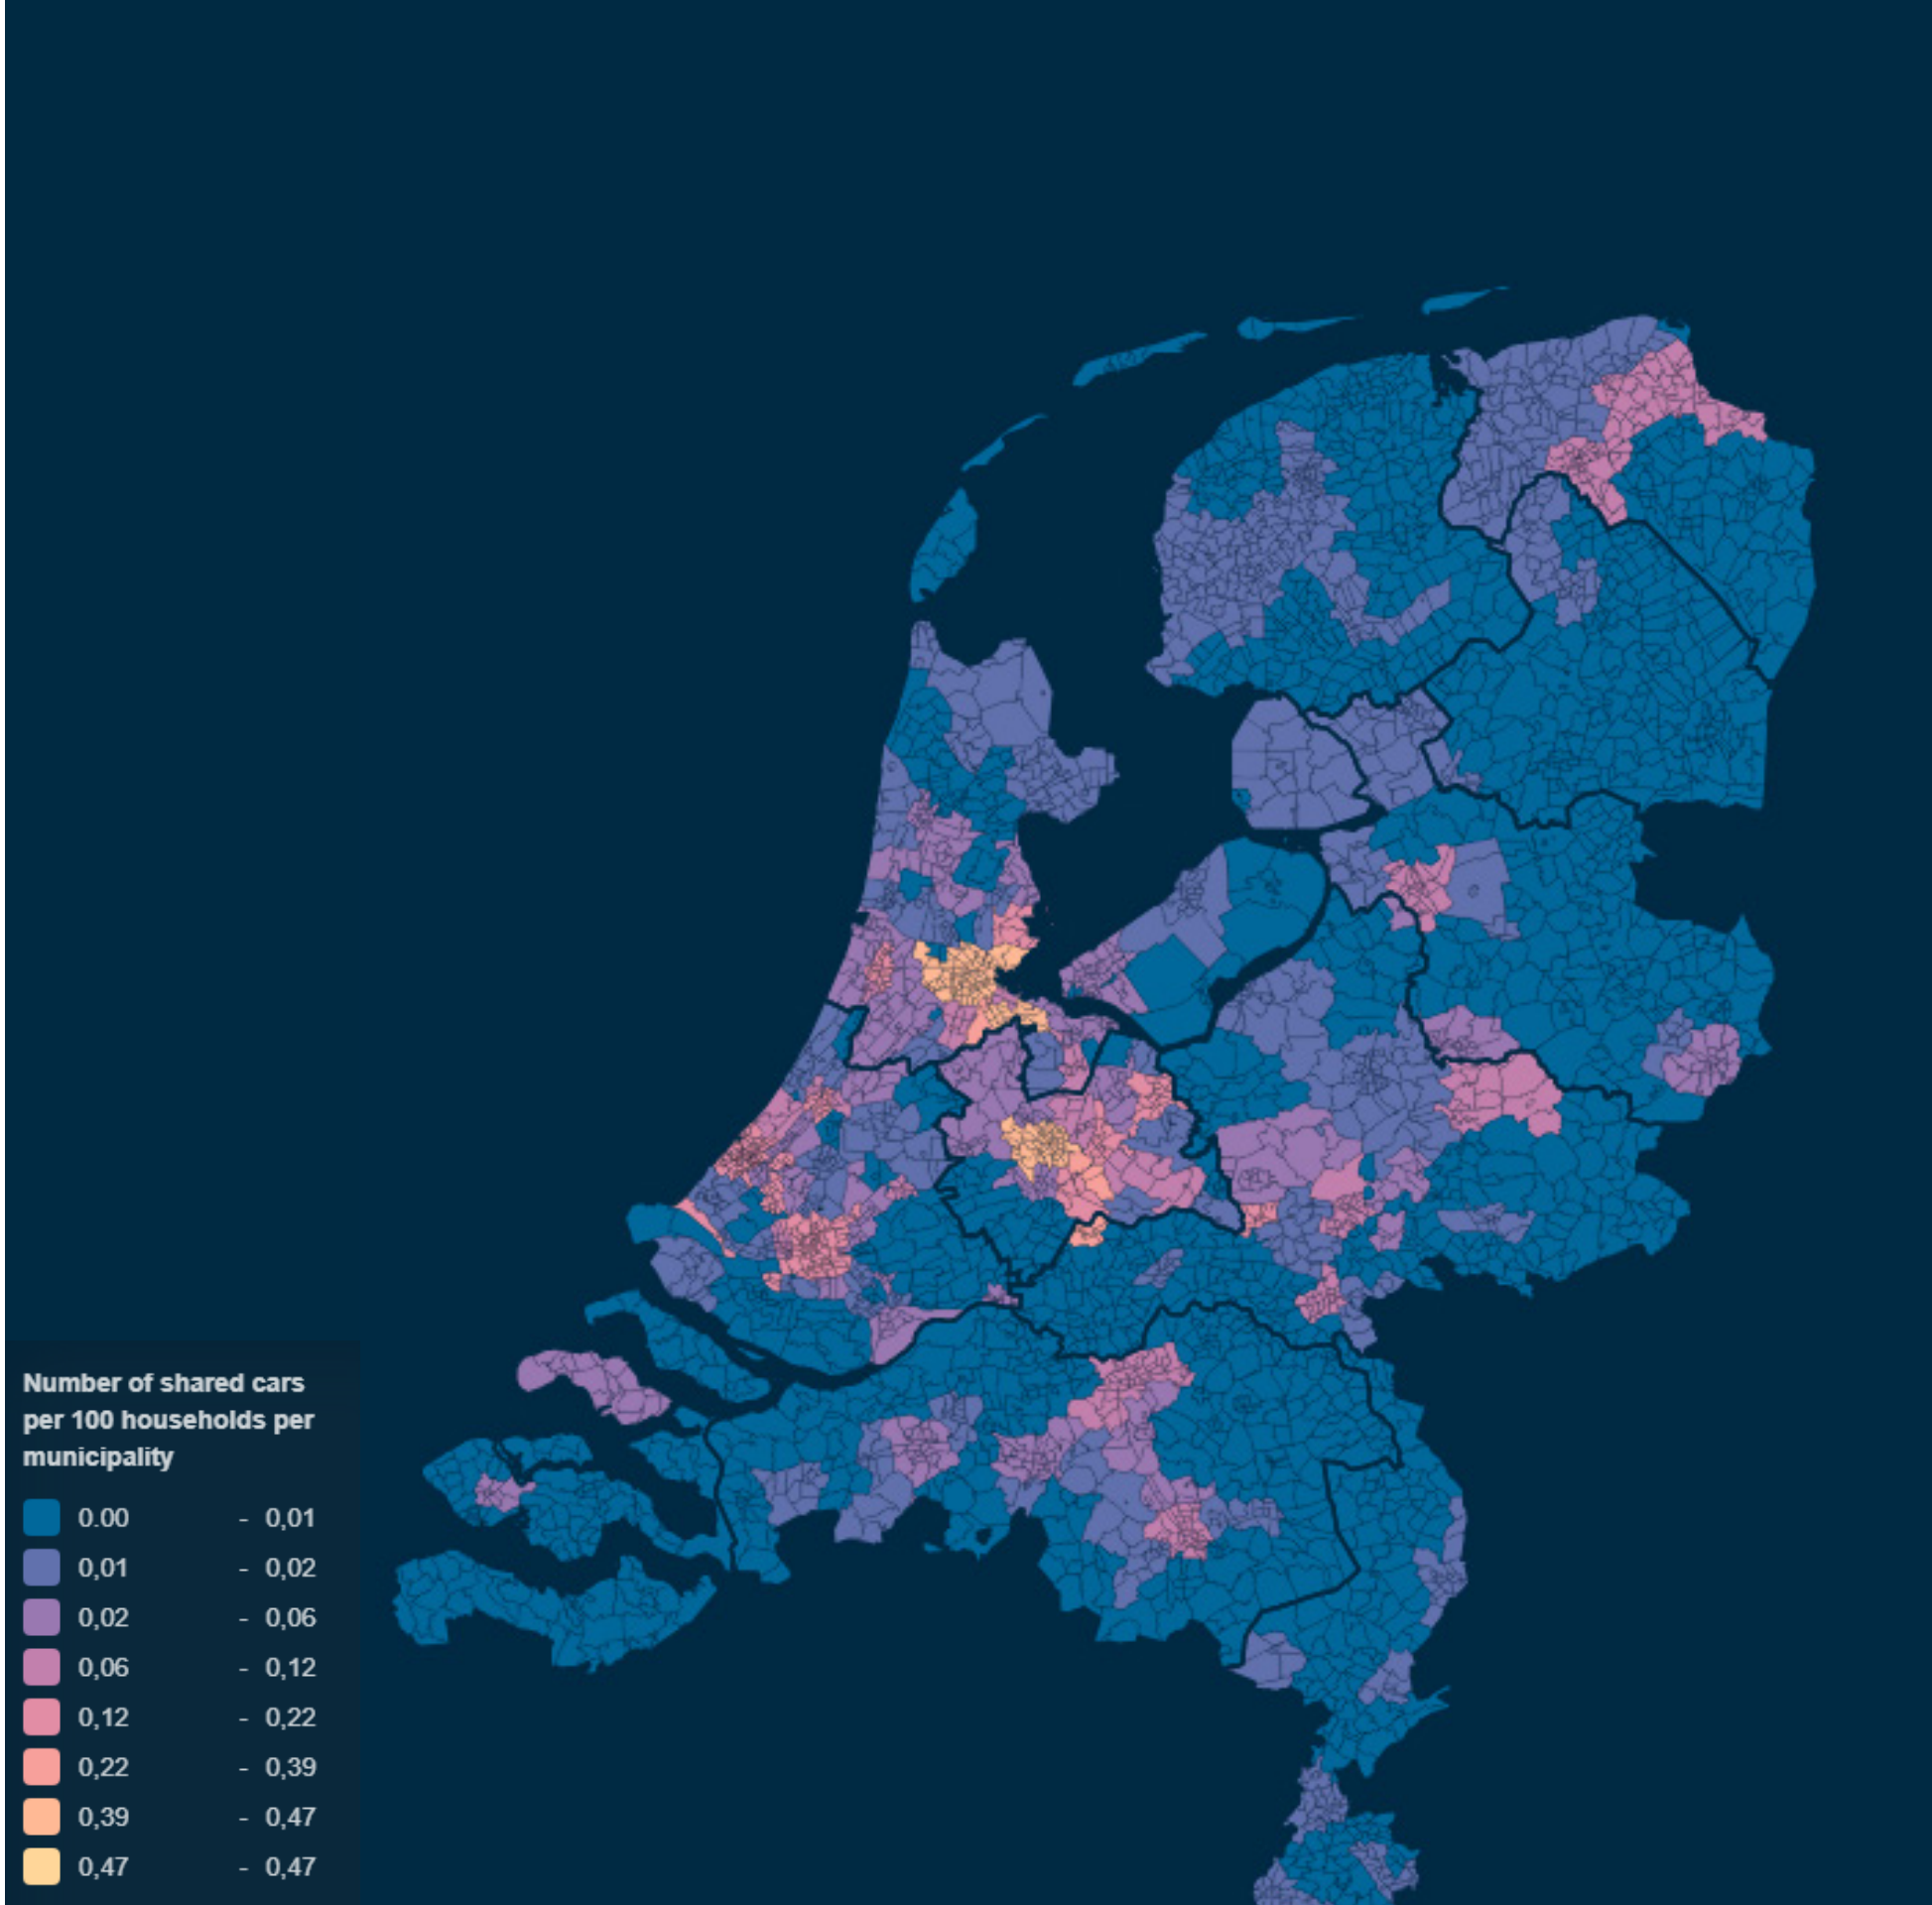 Number of shared cars
per 100 households per
municipality
0.00 - 0,01
0,01 - 0,02
0,02 - 0,06
0,06 - 0,12
0,12 - 0,22
0,22 - 0,39
0,39 - 0,47
0,47 - 0,47